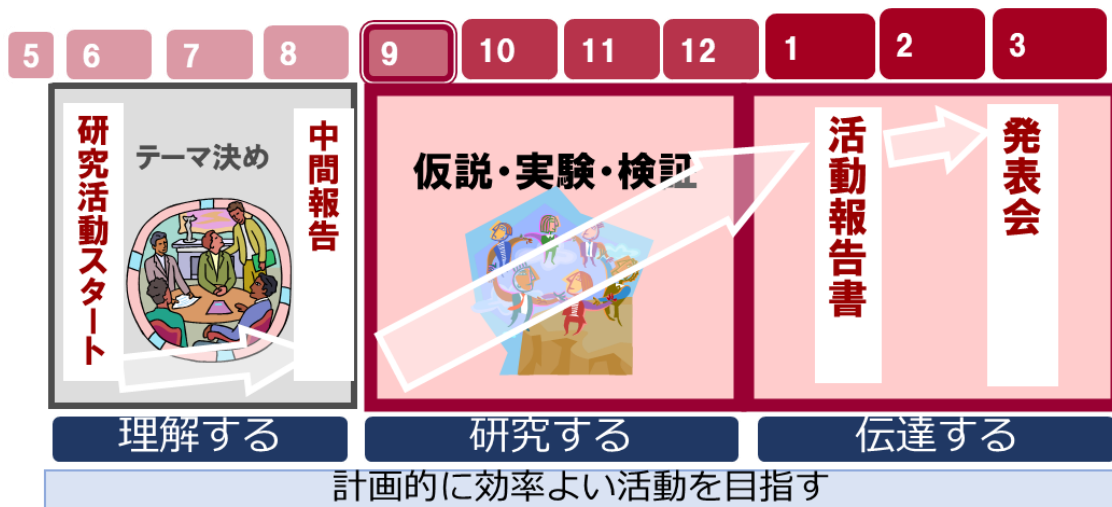 5
6
7
8
9
10
11
12
1
2
3
研究活動スタート
テーマ決め
中間報告
仮説・実験・検証
活動報告書
発表会
理解する
研究する
伝達する
計画的に効率よい活動を目指す